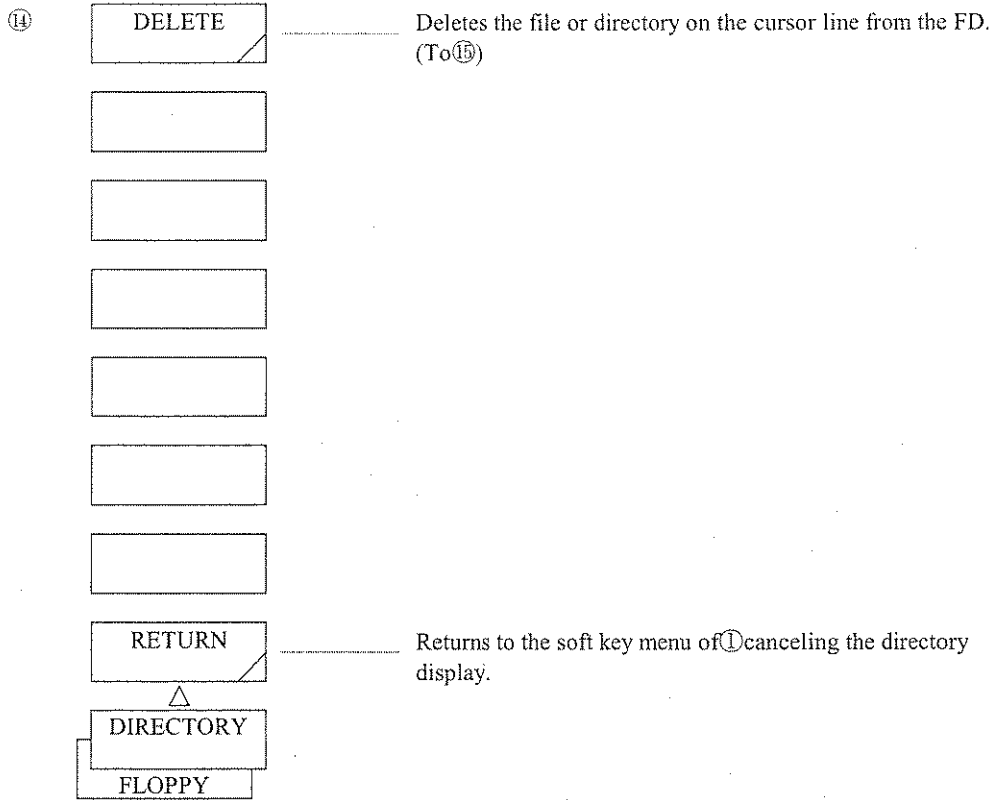 ⑭
DELETE
Deletes the file or directory on the cursor line from the FD.
(To⑮)
RETURN
Returns to the soft key menu of①canceling the directory
display.
DIRECTORY
FLOPPY